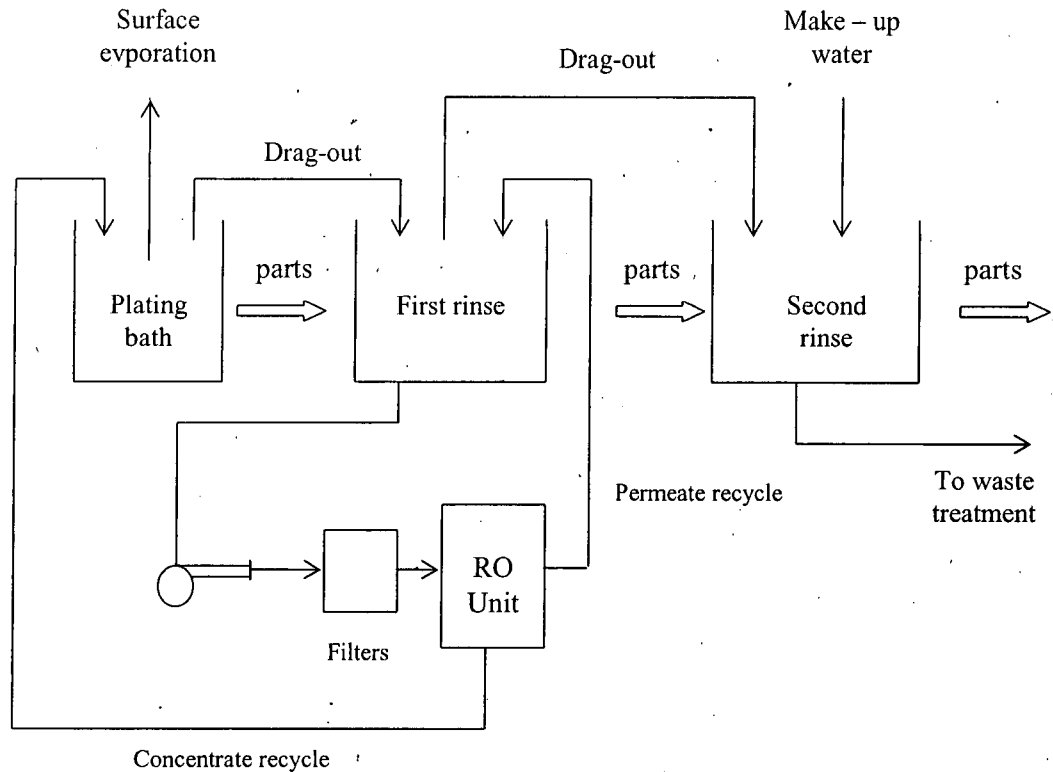 Surface
evporation
Make – up
water
Drag-out
Drag-out
parts
parts
parts
Plating
bath
First rinse
Second
rinse
To waste
treatment
Permeate recycle
RO
Unit
Filters
Concentrate recycle